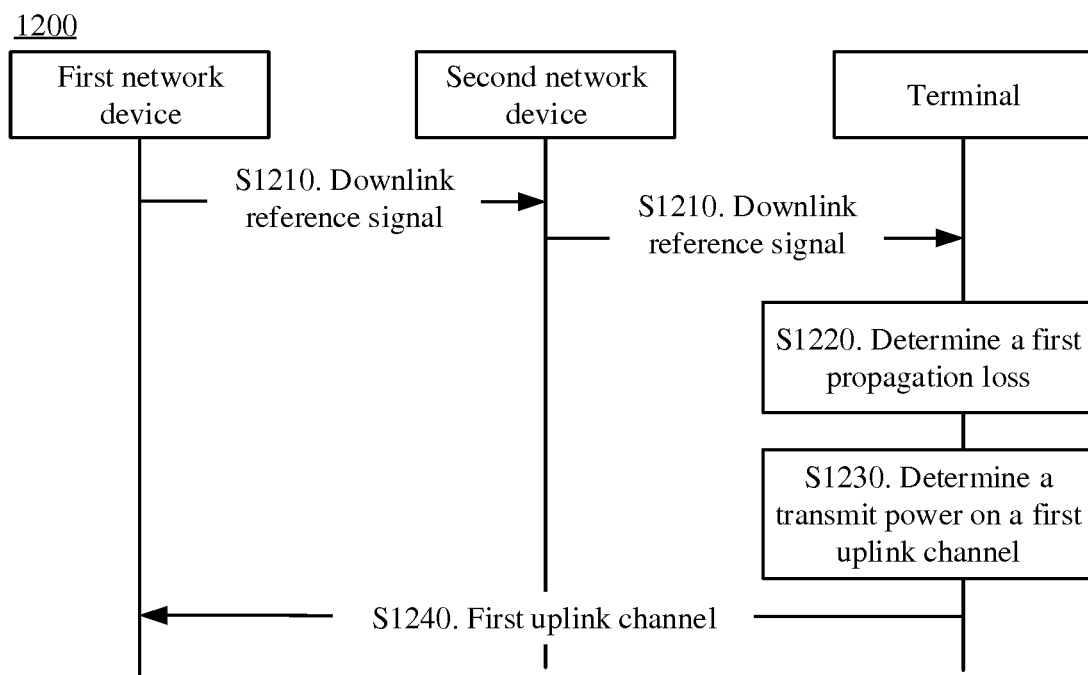 1200
First network
device
Second network
device
Terminal
S1210. Downlink
reference signal
S1210. Downlink
reference signal
S1220. Determine a first
propagation loss
S1230. Determine a
transmit power on a first
uplink channel
S1240. First uplink channel